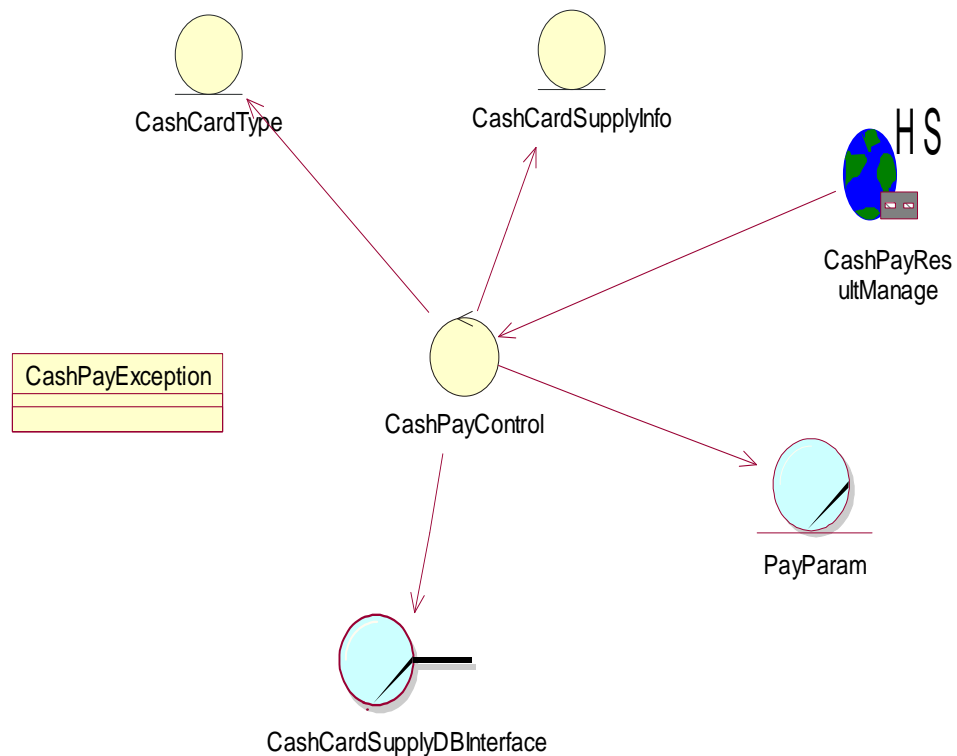 CashCardType
CashCardSupplyInfo
H S
CashPayRes
ultManage
CashPayException
CashPayControl
PayParam
CashCardSupplyDBInterface